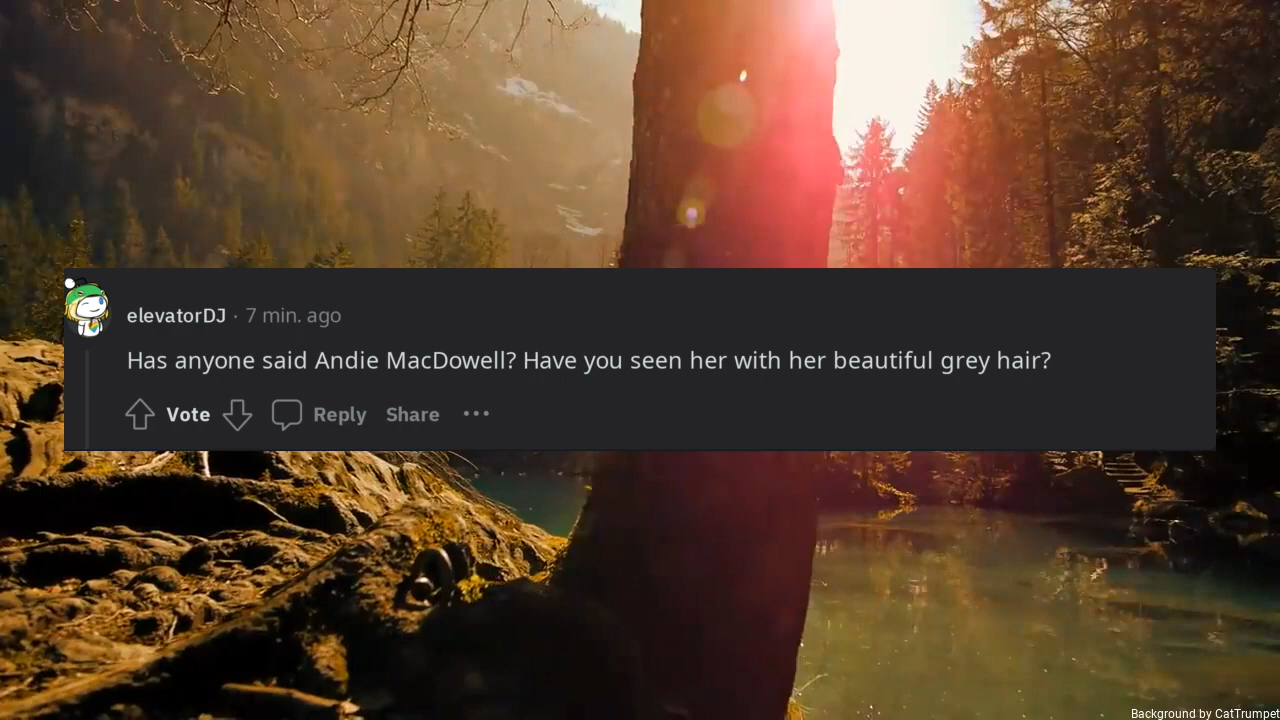 elevatorDJ · 7 min. ago
Has anyone said Andie MacDowell? Have you seen her with her beautiful grey hair?
Vote Reply Share ···
Background by CatTrumpet